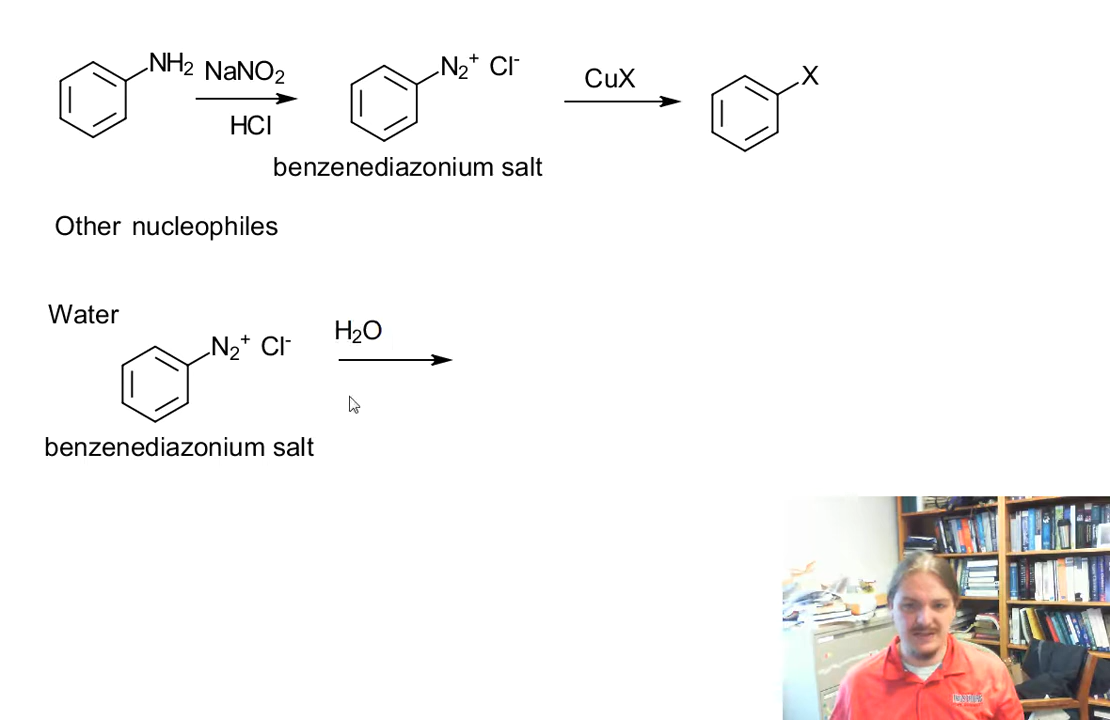 NH2 NaNO2 N2+ Cl- CuX X
HCl
benzenediazonium salt
Other nucleophiles
Water
N2+ Cl- H2O
benzenediazonium salt